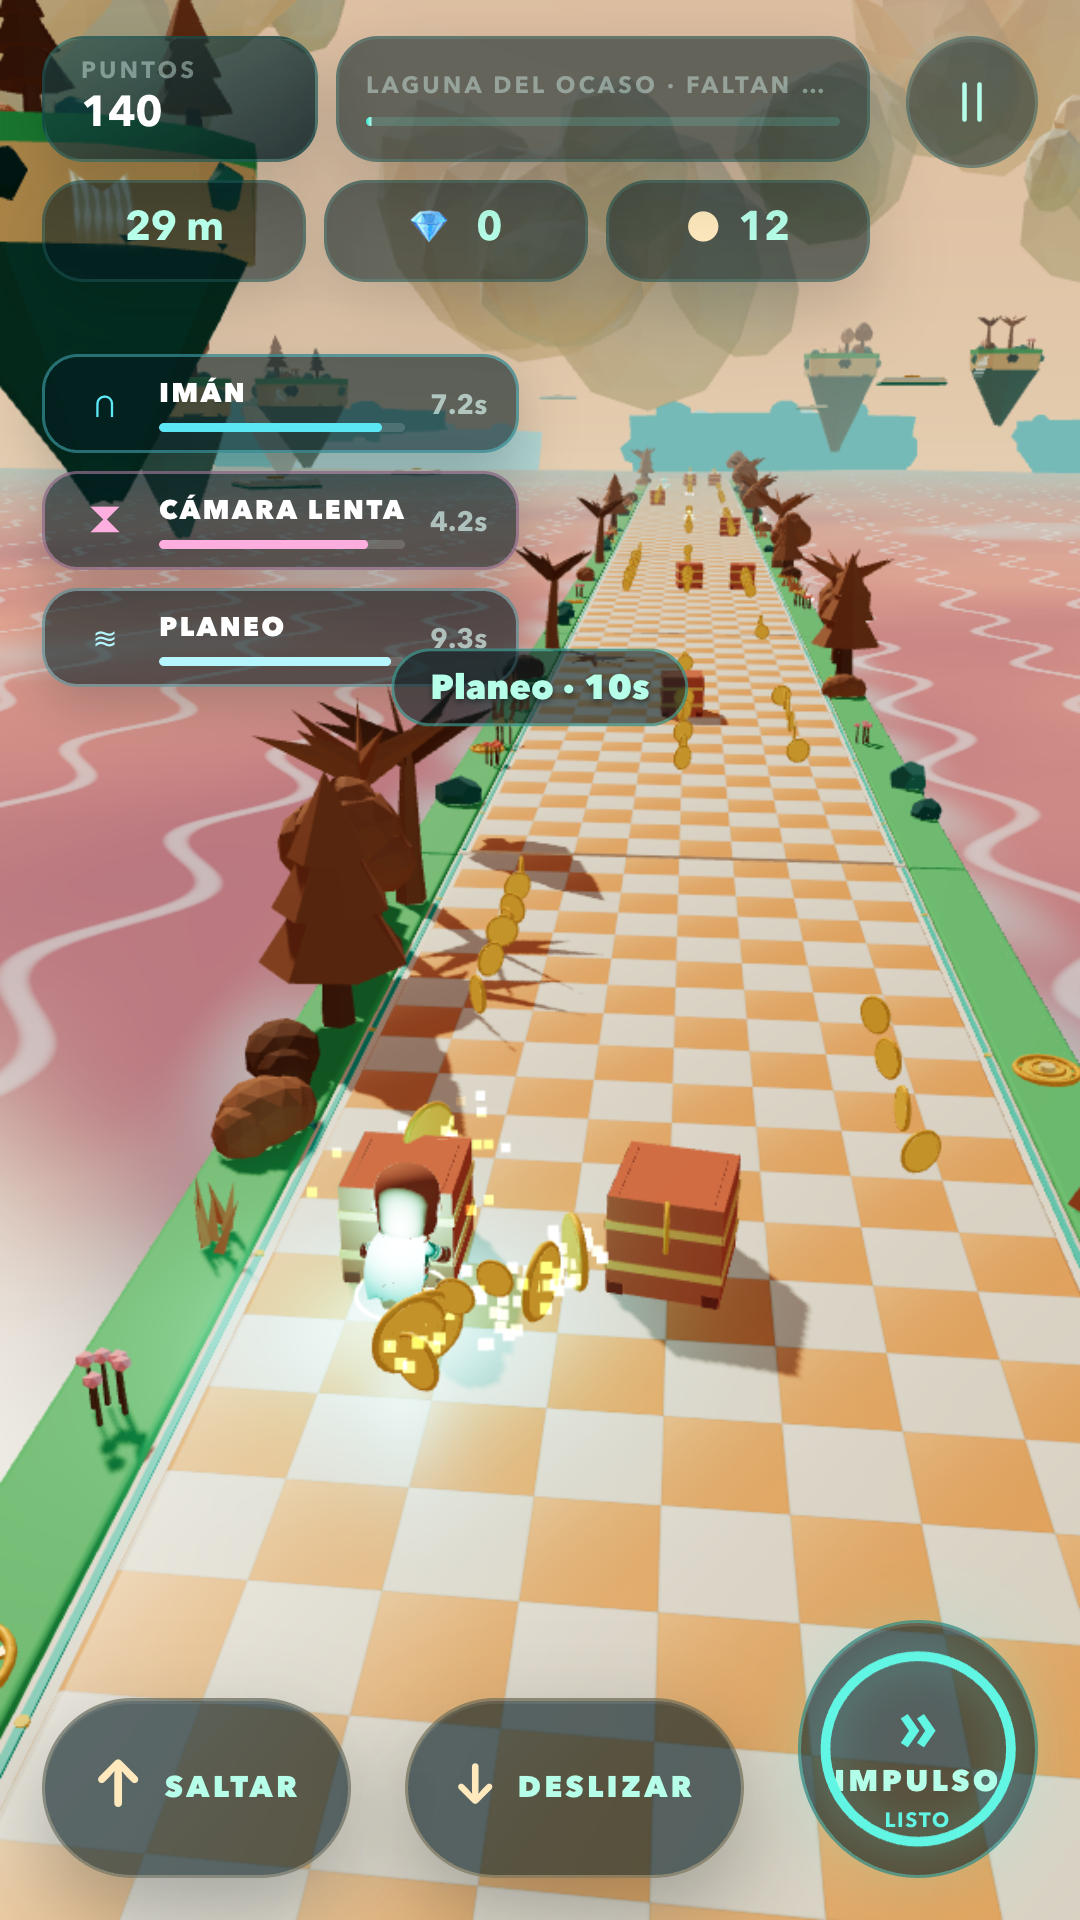 PUNTOS
140
LAGUNA DEL OCASO · FALTAN ...
29 m
0
12
IMÁN
7.2s
CÁMARA LENTA
4.2s
PLANEO
9.3s
Planeo · 10s
SALTAR
DESLIZAR
IMPULSO
LISTO